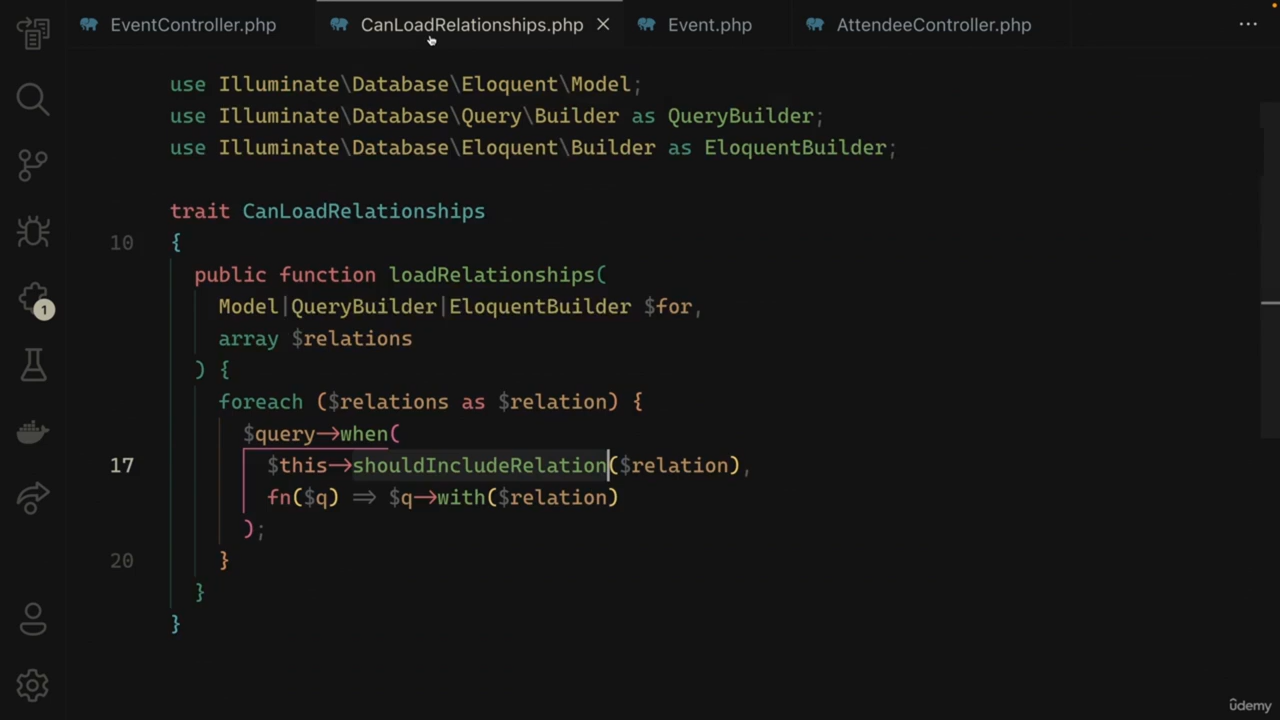 EventController.php CanLoadRelationships.php Event.php AttendeeController.php
use Illuminate\Database\Eloquent\Model;
use Illuminate\Database\Query\Builder as QueryBuilder;
use Illuminate\Database\Eloquent\Builder as EloquentBuilder;
trait CanLoadRelationships
10 {
public function loadRelationships(
Model|QueryBuilder|EloquentBuilder $for,
array $relations
) {
foreach ($relations as $relation) {
$query->when(
17 $this->shouldIncludeRelation($relation),
fn($q) => $q->with($relation)
);
20 }
}
}
1
ûdemy